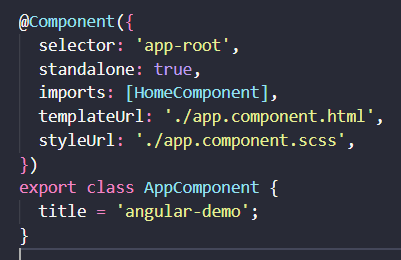 @Component({
  selector: 'app-root',
  standalone: true,
  imports: [HomeComponent],
  templateUrl: './app.component.html',
  styleUrl: './app.component.scss',
})
export class AppComponent {
  title = 'angular-demo';
}